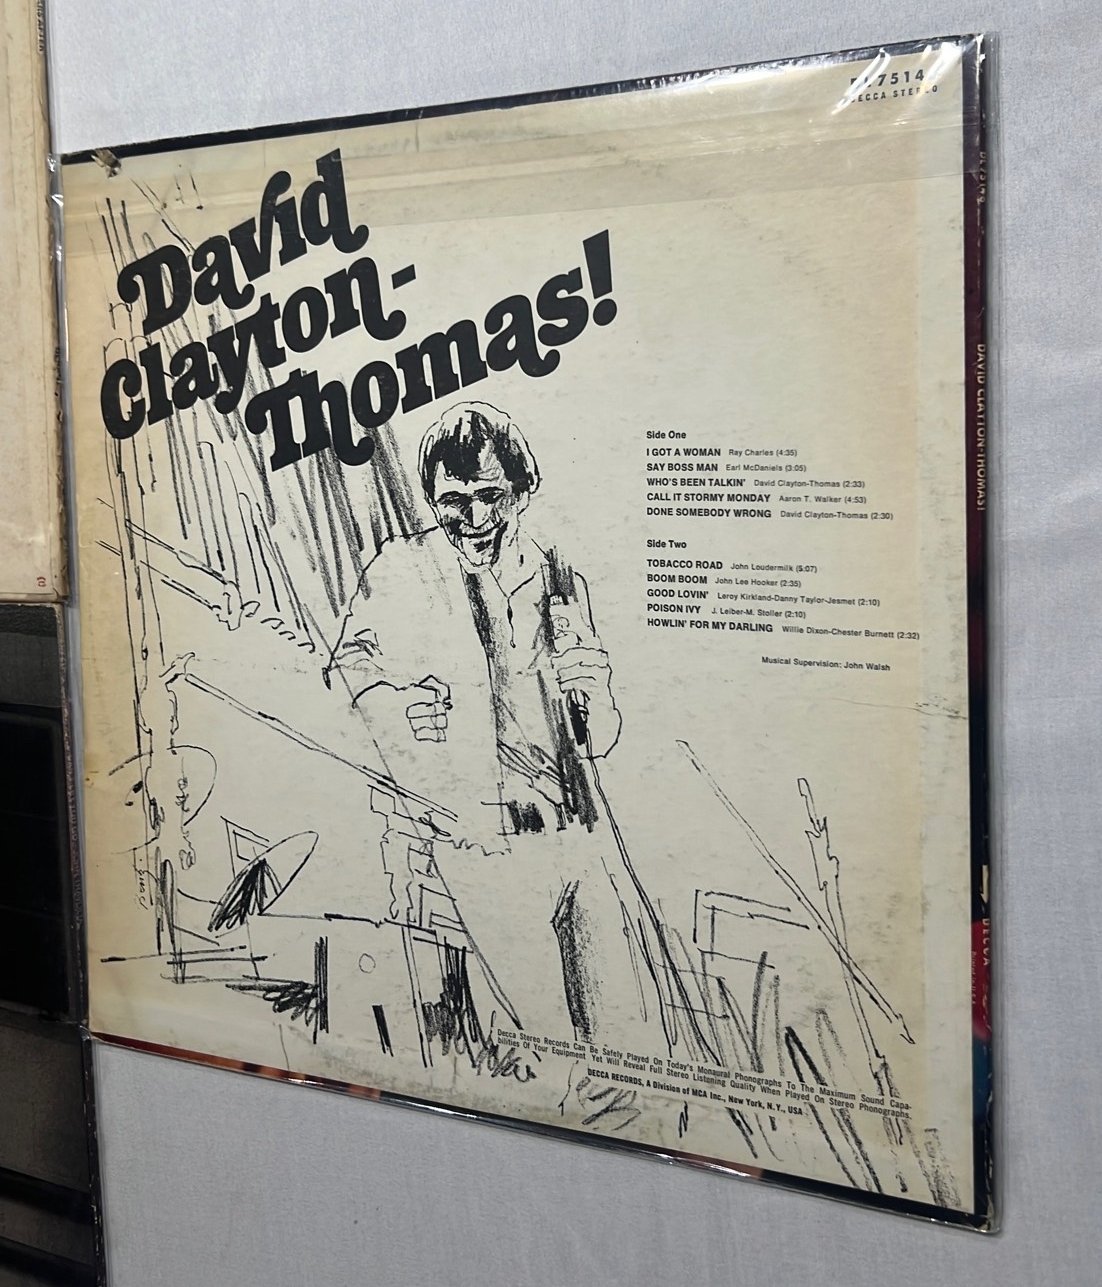 7514
DECCA STEREO
David
Clayton-
Thomas!
Side One
I GOT A WOMAN Ray Charles (4:35)
SAY BOSS MAN Earl McDaniels (3:05)
WHO'S BEEN TALKIN' David Clayton-Thomas (2:33)
CALL IT STORMY MONDAY Aaron T. Walker (4:53)
DONE SOMEBODY WRONG David Clayton-Thomas (2:30)
Side Two
TOBACCO ROAD John Loudermilk (5:07)
BOOM BOOM John Lee Hooker (2:35)
GOOD LOVIN' Leroy Kirkland-Danny Taylor-Jesmet (2:10)
POISON IVY J. Leiber-M. Stoller (2:10)
HOWLIN' FOR MY DARLING Willie Dixon-Chester Burnett (2:32)
Musical Supervision: John Walsh
Decca Stereo Records Can Be Safely Played On Today's Monaural Phonographs To The Maximum Sound Capa-
bilities Of Your Equipment Yet Will Reveal Full Stereo Listening Quality When Played On Stereo Phonographs.
DECCA RECORDS, A Division of MCA Inc., New York, N.Y., USA
DAVID CLAYTON-THOMAS!
DECCA